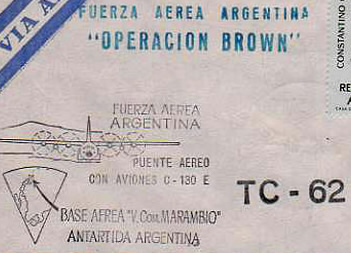 VIA A
FUERZA AEREA ARGENTINA
"OPERACION BROWN"
CONSTANTINO
RE
A
FUERZA AEREA
ARGENTINA
PUENTE AEREO
CON AVIONES C-130 E
TC - 62
BASE AEREA "V. COM. MARAMBIO"
ANTARTIDA ARGENTINA